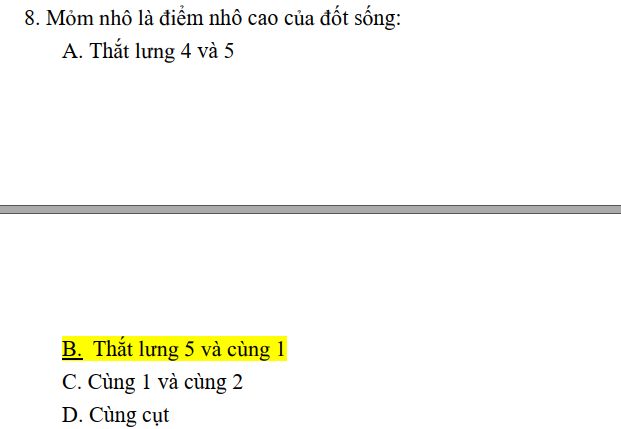 8. Mỏm nhô là điểm nhô cao của đốt sống:
A. Thắt lưng 4 và 5
B. Thắt lưng 5 và cùng 1
C. Cùng 1 và cùng 2
D. Cùng cụt